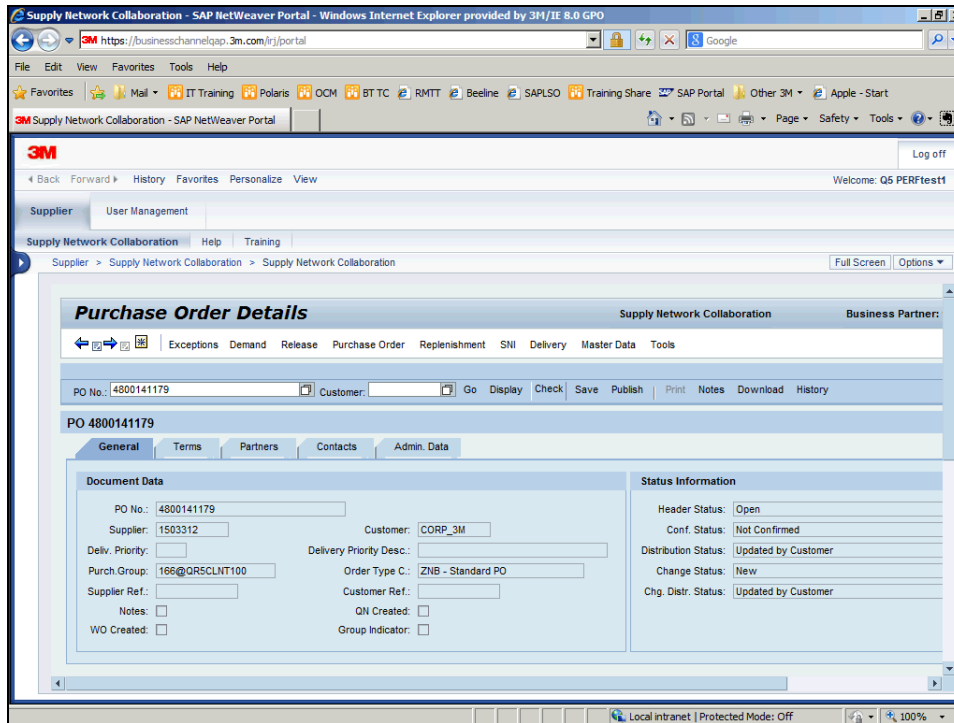 Supply Network Collaboration - SAP NetWeaver Portal - Windows Internet Explorer provided by 3M/IE 8.0 GPO
3M https://businesschannelqap.3m.com/irj/portal Google
File Edit View Favorites Tools Help
Favorites Mail IT Training Polaris OCM BT TC RMTT Beeline SAPLSO Training Share SAP Portal Other 3M Apple - Start
3M Supply Network Collaboration - SAP NetWeaver Portal Page Safety Tools
3M Log off
Back Forward History Favorites Personalize View Welcome: Q5 PERFtest1
Supplier User Management
Supply Network Collaboration Help Training
Supplier > Supply Network Collaboration > Supply Network Collaboration Full Screen Options
Purchase Order Details Supply Network Collaboration Business Partner:
Exceptions Demand Release Purchase Order Replenishment SNI Delivery Master Data Tools
PO No.: 4800141179 Customer: Go Display Check Save Publish Print Notes Download History
PO 4800141179
General Terms Partners Contacts Admin. Data
Document Data Status Information
PO No.: 4800141179 Header Status: Open
Supplier: 1503312 Customer: CORP_3M Conf. Status: Not Confirmed
Deliv. Priority: Delivery Priority Desc.: Distribution Status: Updated by Customer
Purch.Group: 166@QR5CLNT100 Order Type C.: ZNB - Standard PO Change Status: New
Supplier Ref.: Customer Ref.: Chg. Distr. Status: Updated by Customer
Notes: QN Created:
WO Created: Group Indicator:
Local intranet | Protected Mode: Off 100%